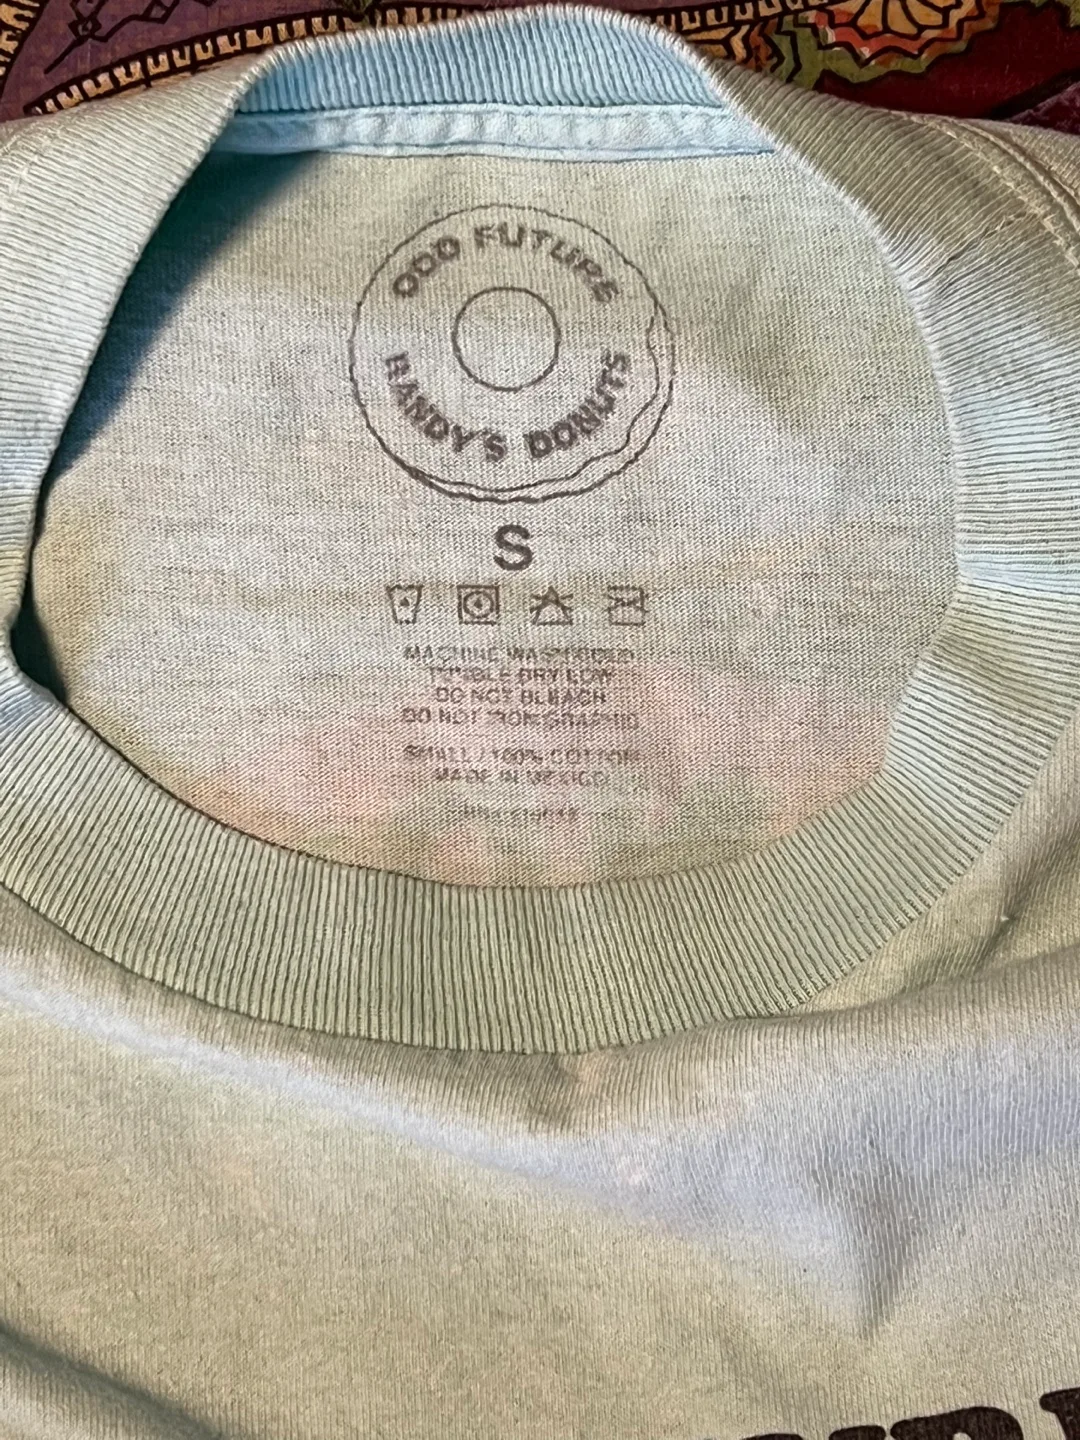 ODD FUTURE
RANDY'S DONUTS
S
MACHINE WASH COLD
TUMBLE DRY LOW
DO NOT BLEACH
DO NOT IRON GRAPHIC
SMALL / 100% COTTON
MADE IN MEXICO